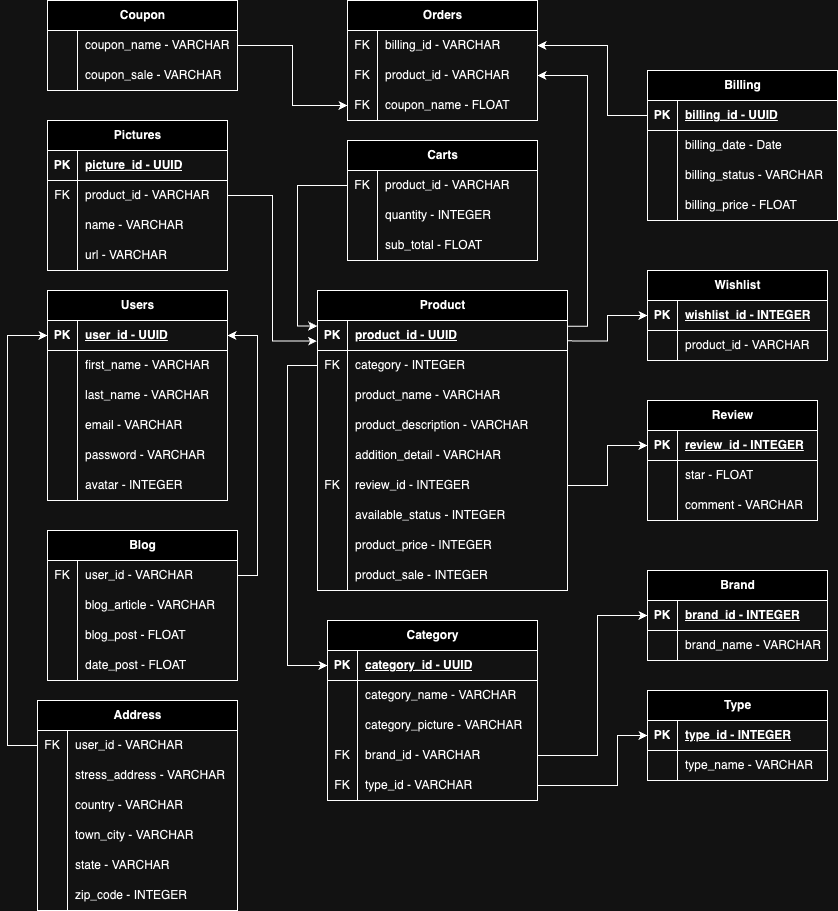 Coupon
coupon_name - VARCHAR
coupon_sale - VARCHAR
Orders
FK billing_id - VARCHAR
FK product_id - VARCHAR
FK coupon_name - FLOAT
Billing
PK billing_id - UUID
billing_date - Date
billing_status - VARCHAR
billing_price - FLOAT
Pictures
PK picture_id - UUID
FK product_id - VARCHAR
name - VARCHAR
url - VARCHAR
Carts
FK product_id - VARCHAR
quantity - INTEGER
sub_total - FLOAT
Users
PK user_id - UUID
first_name - VARCHAR
last_name - VARCHAR
email - VARCHAR
password - VARCHAR
avatar - INTEGER
Product
PK product_id - UUID
FK category - INTEGER
product_name - VARCHAR
product_description - VARCHAR
addition_detail - VARCHAR
FK review_id - INTEGER
available_status - INTEGER
product_price - INTEGER
product_sale - INTEGER
Wishlist
PK wishlist_id - INTEGER
product_id - VARCHAR
Review
PK review_id - INTEGER
star - FLOAT
comment - VARCHAR
Blog
FK user_id - VARCHAR
blog_article - VARCHAR
blog_post - FLOAT
date_post - FLOAT
Category
PK category_id - UUID
category_name - VARCHAR
category_picture - VARCHAR
FK brand_id - VARCHAR
FK type_id - VARCHAR
Brand
PK brand_id - INTEGER
brand_name - VARCHAR
Type
PK type_id - INTEGER
type_name - VARCHAR
Address
FK user_id - VARCHAR
stress_address - VARCHAR
country - VARCHAR
town_city - VARCHAR
state - VARCHAR
zip_code - INTEGER